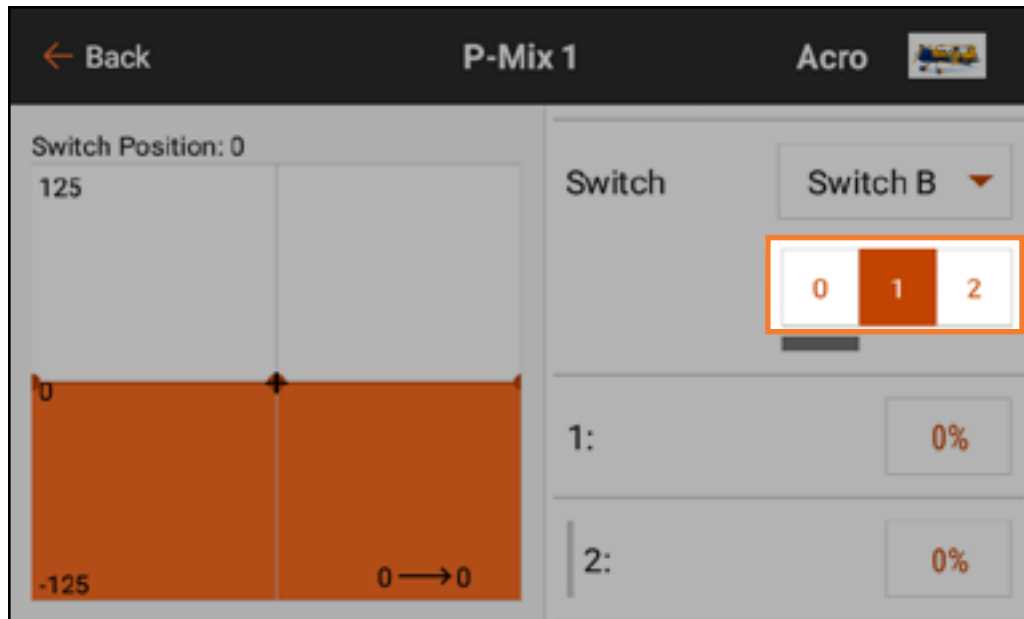 Back
P-Mix 1
Acro
Switch Position: 0
125
0
-125
0→0
Switch
Switch B
0 1 2
1: 0%
2: 0%